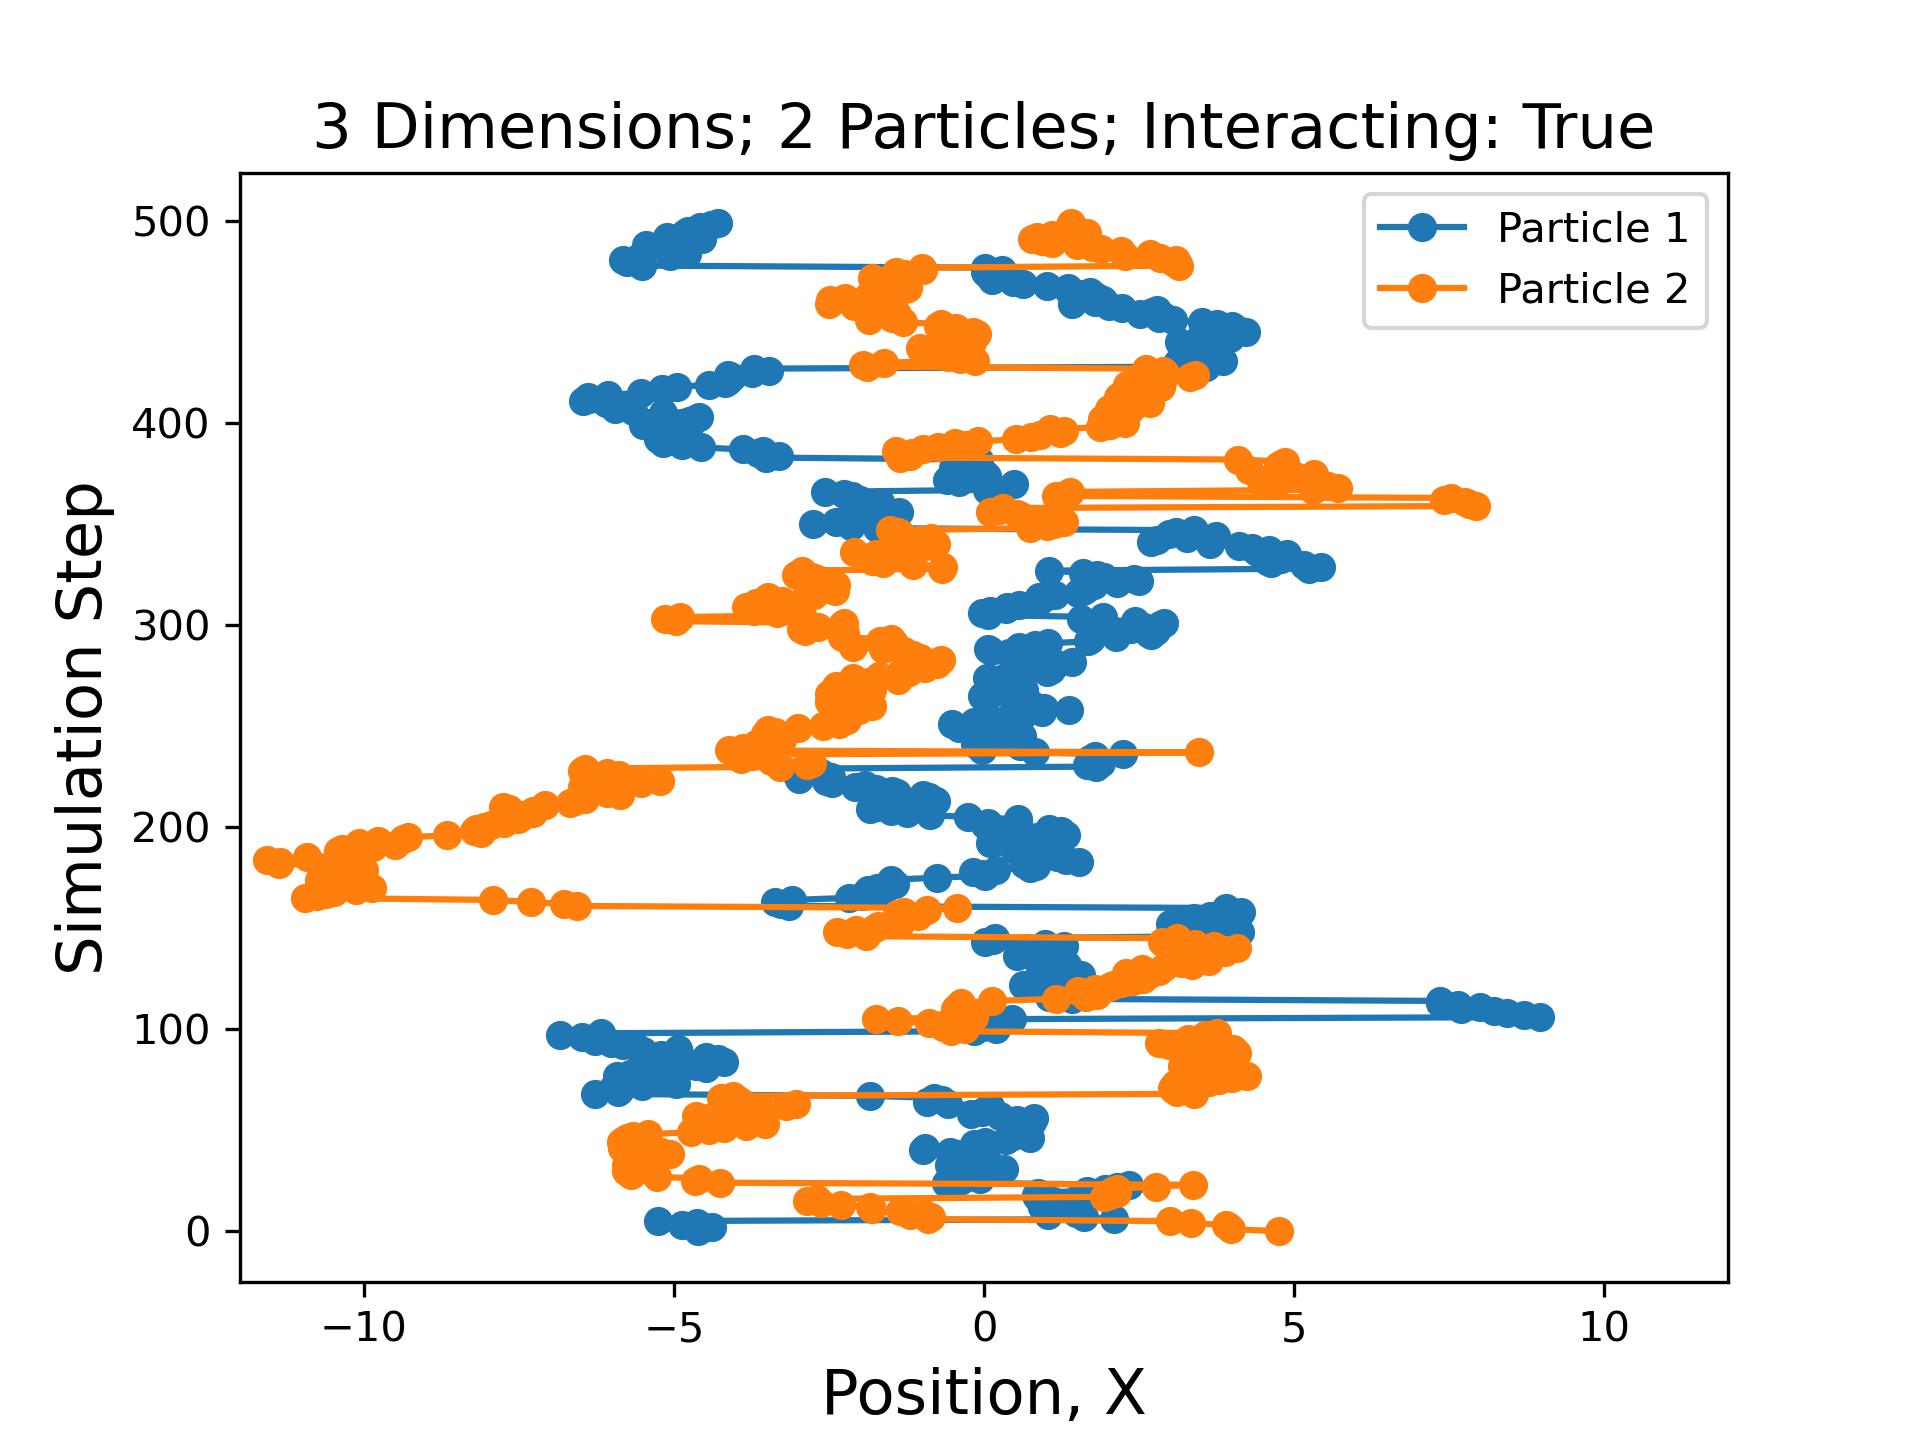 3 Dimensions; 2 Particles; Interacting: True
Particle 1
Particle 2
500
400
300
200
100
0
Simulation Step
−10
−5
0
5
10
Position, X